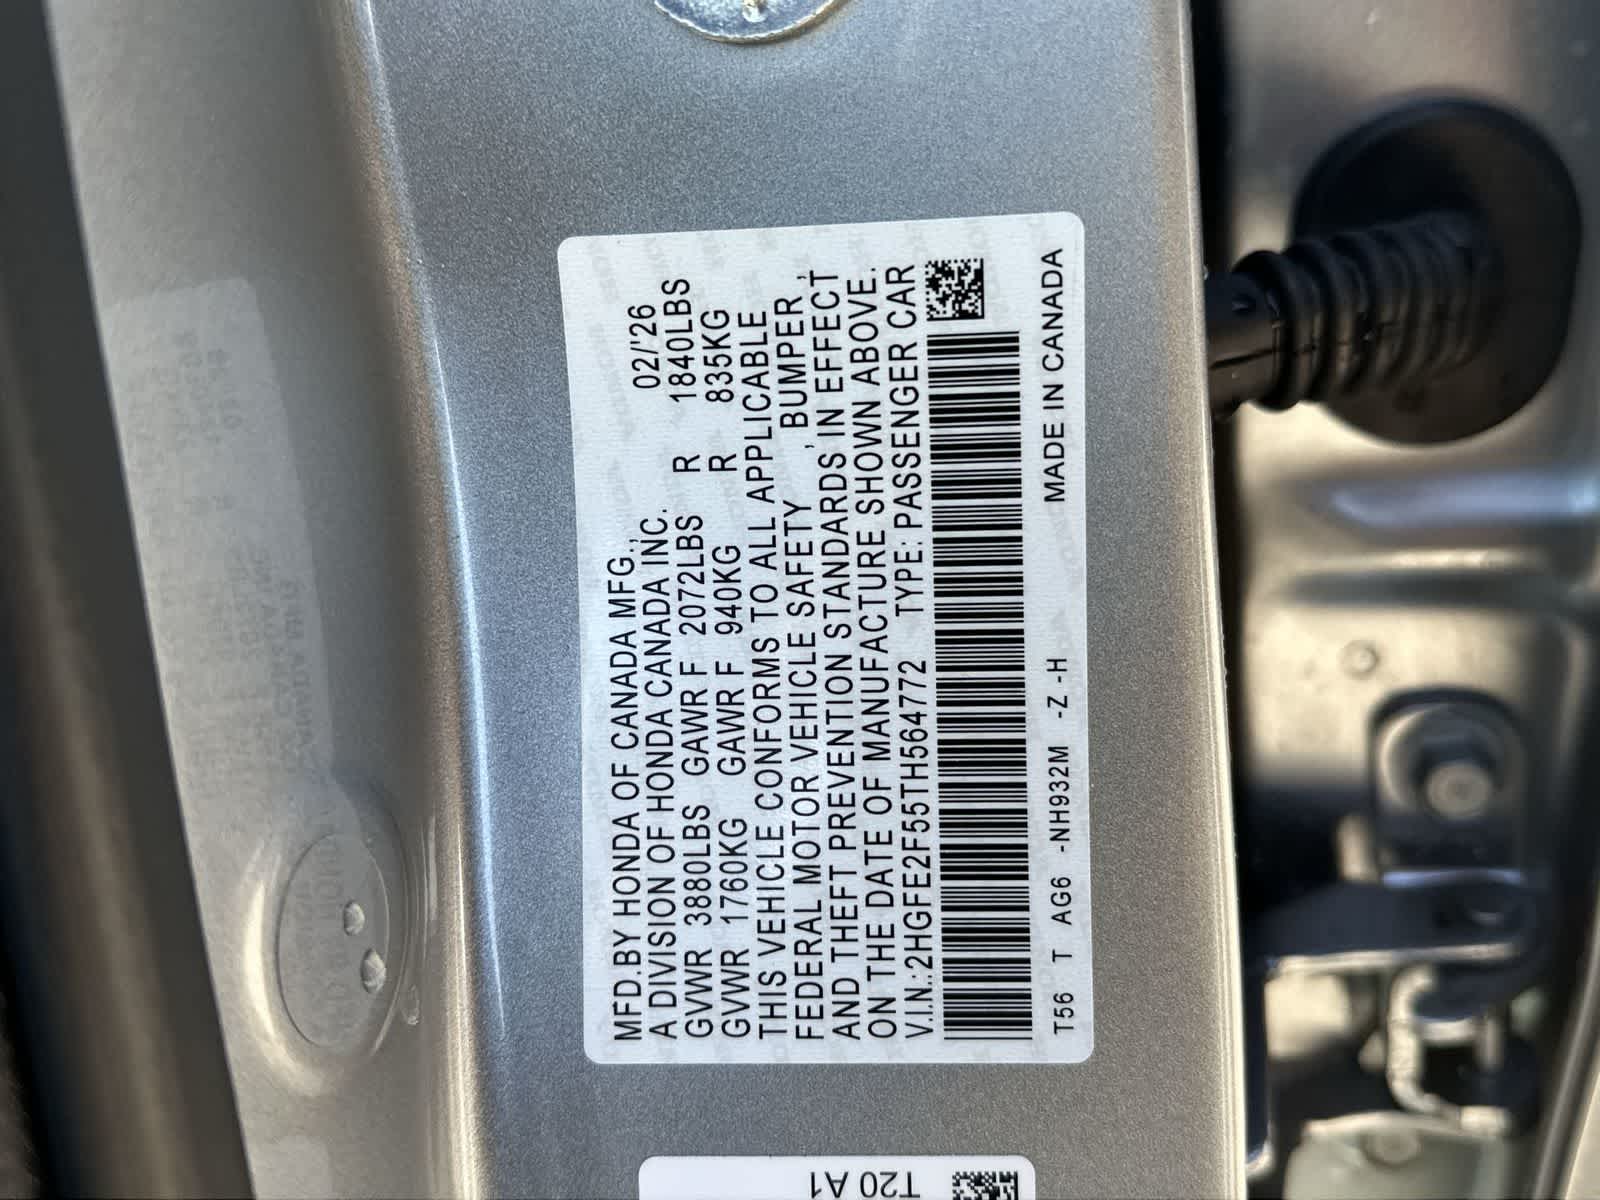 MFD.BY HONDA OF CANADA MFG., 02/'26
A DIVISION OF HONDA CANADA INC.
GVWR 3880LBS GAWR F 2072LBS R 1840LBS
GVWR 1760KG GAWR F 940KG R 835KG
THIS VEHICLE CONFORMS TO ALL APPLICABLE
FEDERAL MOTOR VEHICLE SAFETY , BUMPER ,
AND THEFT PREVENTION STANDARDS IN EFFECT
ON THE DATE OF MANUFACTURE SHOWN ABOVE.
V.I.N.:2HGFE2F55TH564772 TYPE:PASSENGER CAR
MADE IN CANADA
T56 T AG6 -NH932M -Z -H
T20 A1